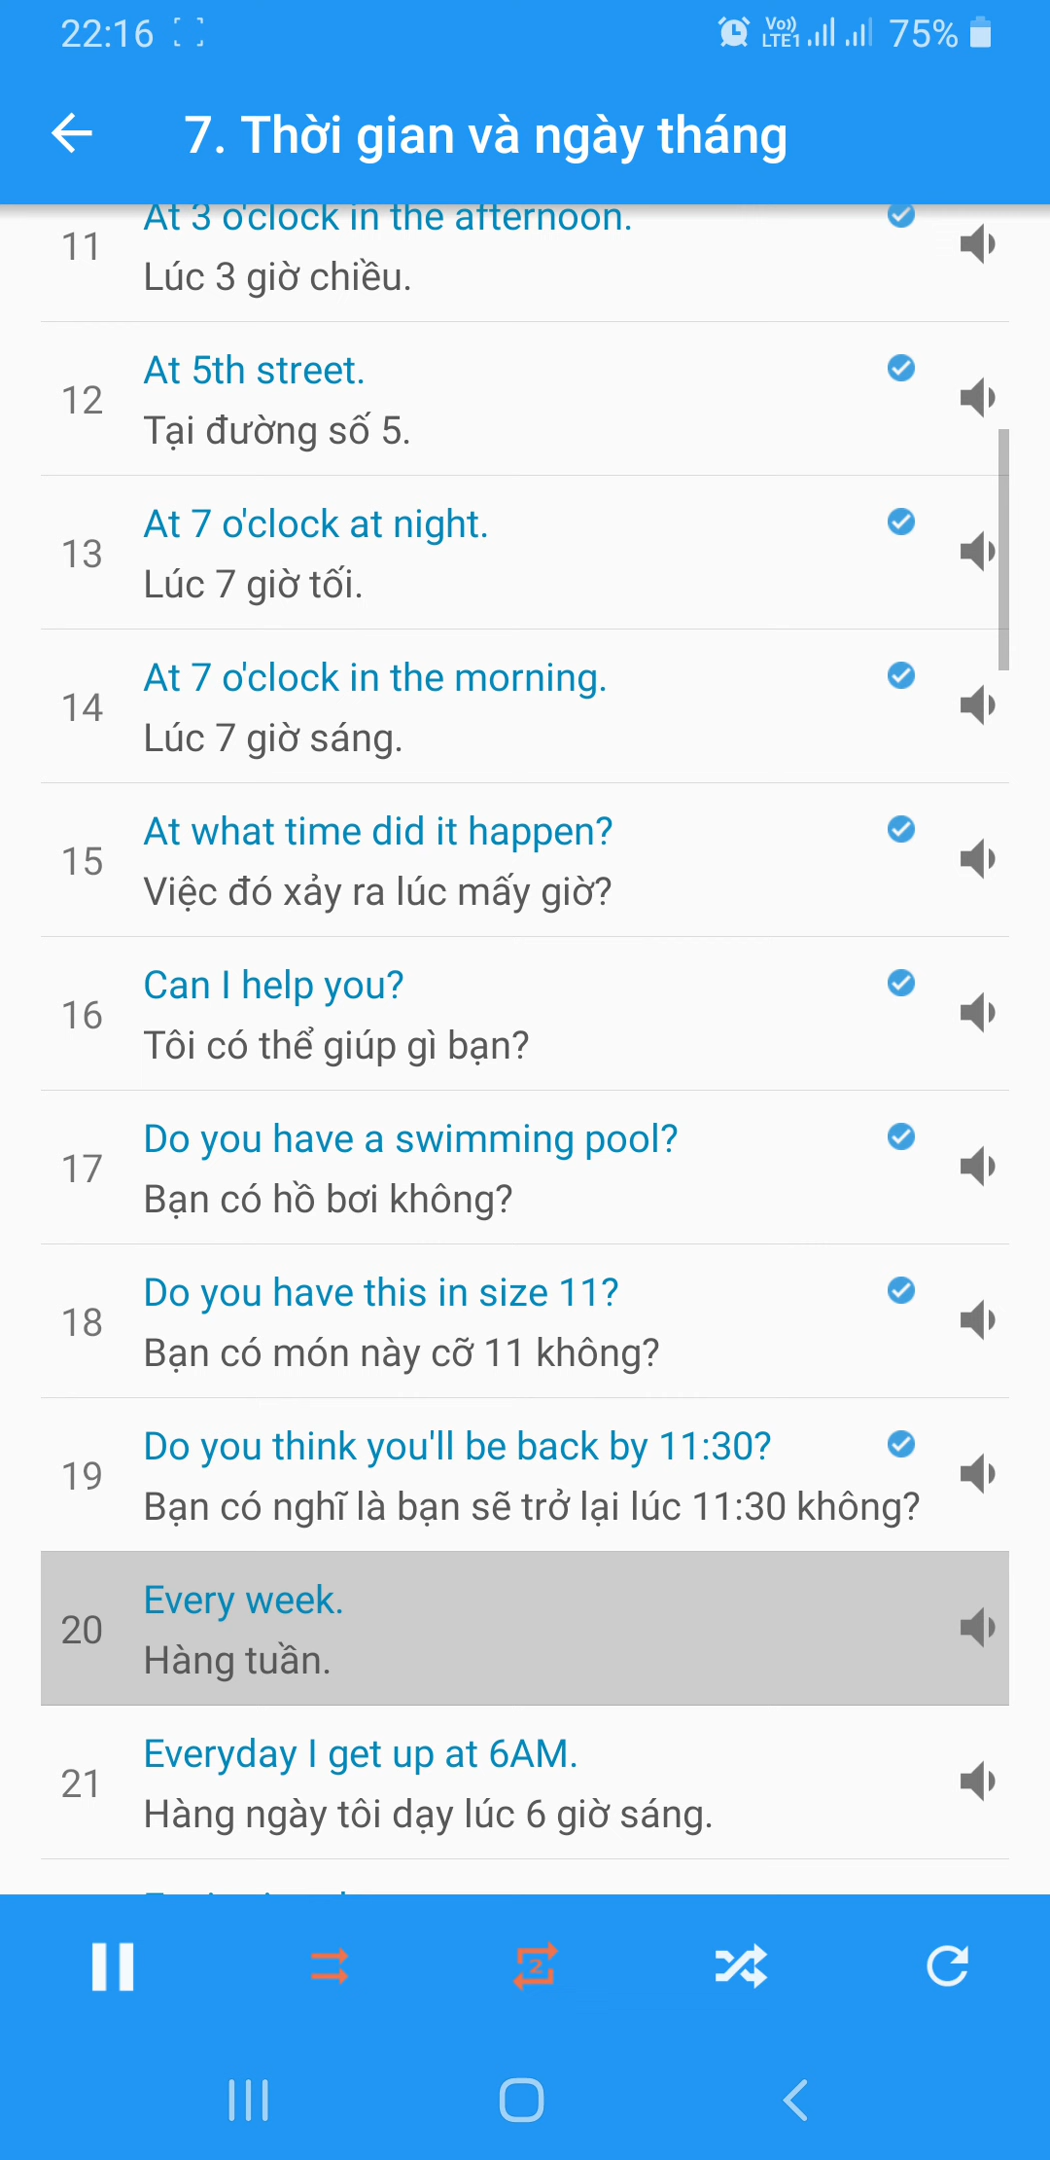 22:16 Vo)) LTE1 75%
7. Thời gian và ngày tháng
11 At 3 o'clock in the afternoon.
Lúc 3 giờ chiều.
12 At 5th street.
Tại đường số 5.
13 At 7 o'clock at night.
Lúc 7 giờ tối.
14 At 7 o'clock in the morning.
Lúc 7 giờ sáng.
15 At what time did it happen?
Việc đó xảy ra lúc mấy giờ?
16 Can I help you?
Tôi có thể giúp gì bạn?
17 Do you have a swimming pool?
Bạn có hồ bơi không?
18 Do you have this in size 11?
Bạn có món này cỡ 11 không?
19 Do you think you'll be back by 11:30?
Bạn có nghĩ là bạn sẽ trở lại lúc 11:30 không?
20 Every week.
Hàng tuần.
21 Everyday I get up at 6AM.
Hàng ngày tôi dạy lúc 6 giờ sáng.
2